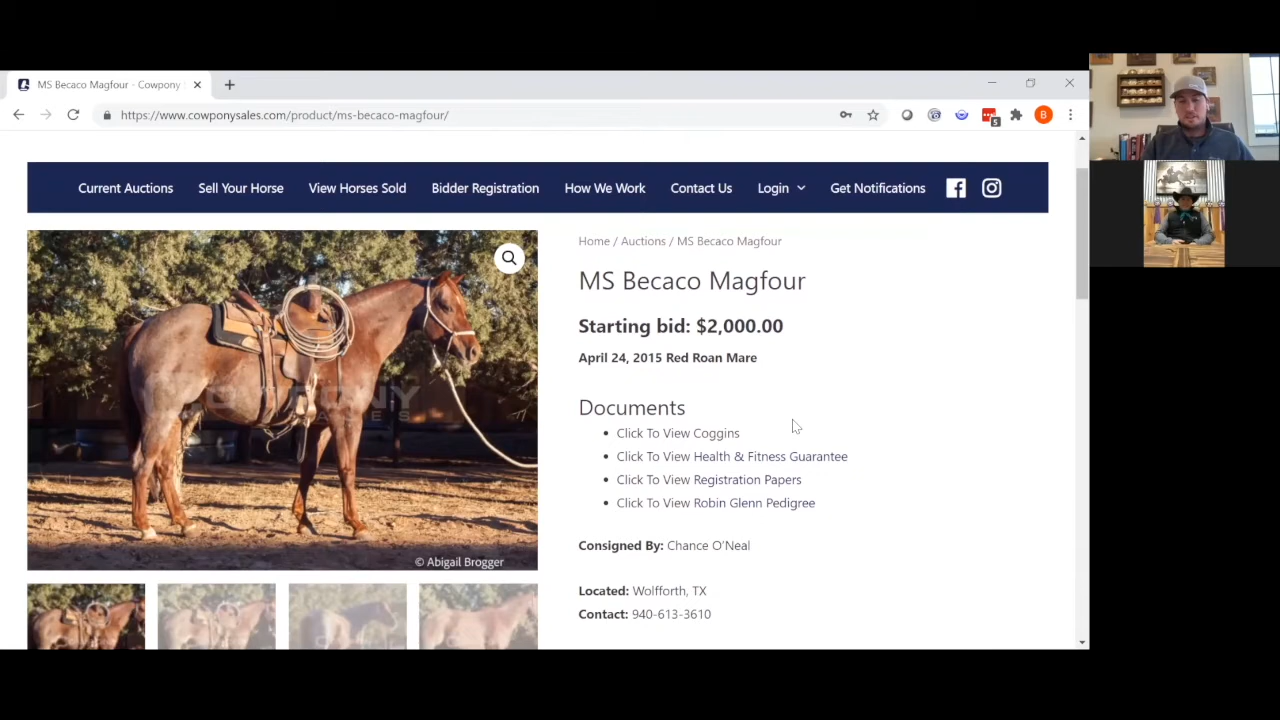 MS Becaco Magfour - Cowpony
https://www.cowponysales.com/product/ms-becaco-magfour/
5
B
Current Auctions Sell Your Horse View Horses Sold Bidder Registration How We Work Contact Us Login Get Notifications
Home / Auctions / MS Becaco Magfour
MS Becaco Magfour
Starting bid: $2,000.00
April 24, 2015 Red Roan Mare
Documents
Click To View Coggins
Click To View Health & Fitness Guarantee
Click To View Registration Papers
Click To View Robin Glenn Pedigree
Consigned By: Chance O'Neal
Located: Wolfforth, TX
Contact: 940-613-3610
COWPONY
SALES
© Abigail Brogger